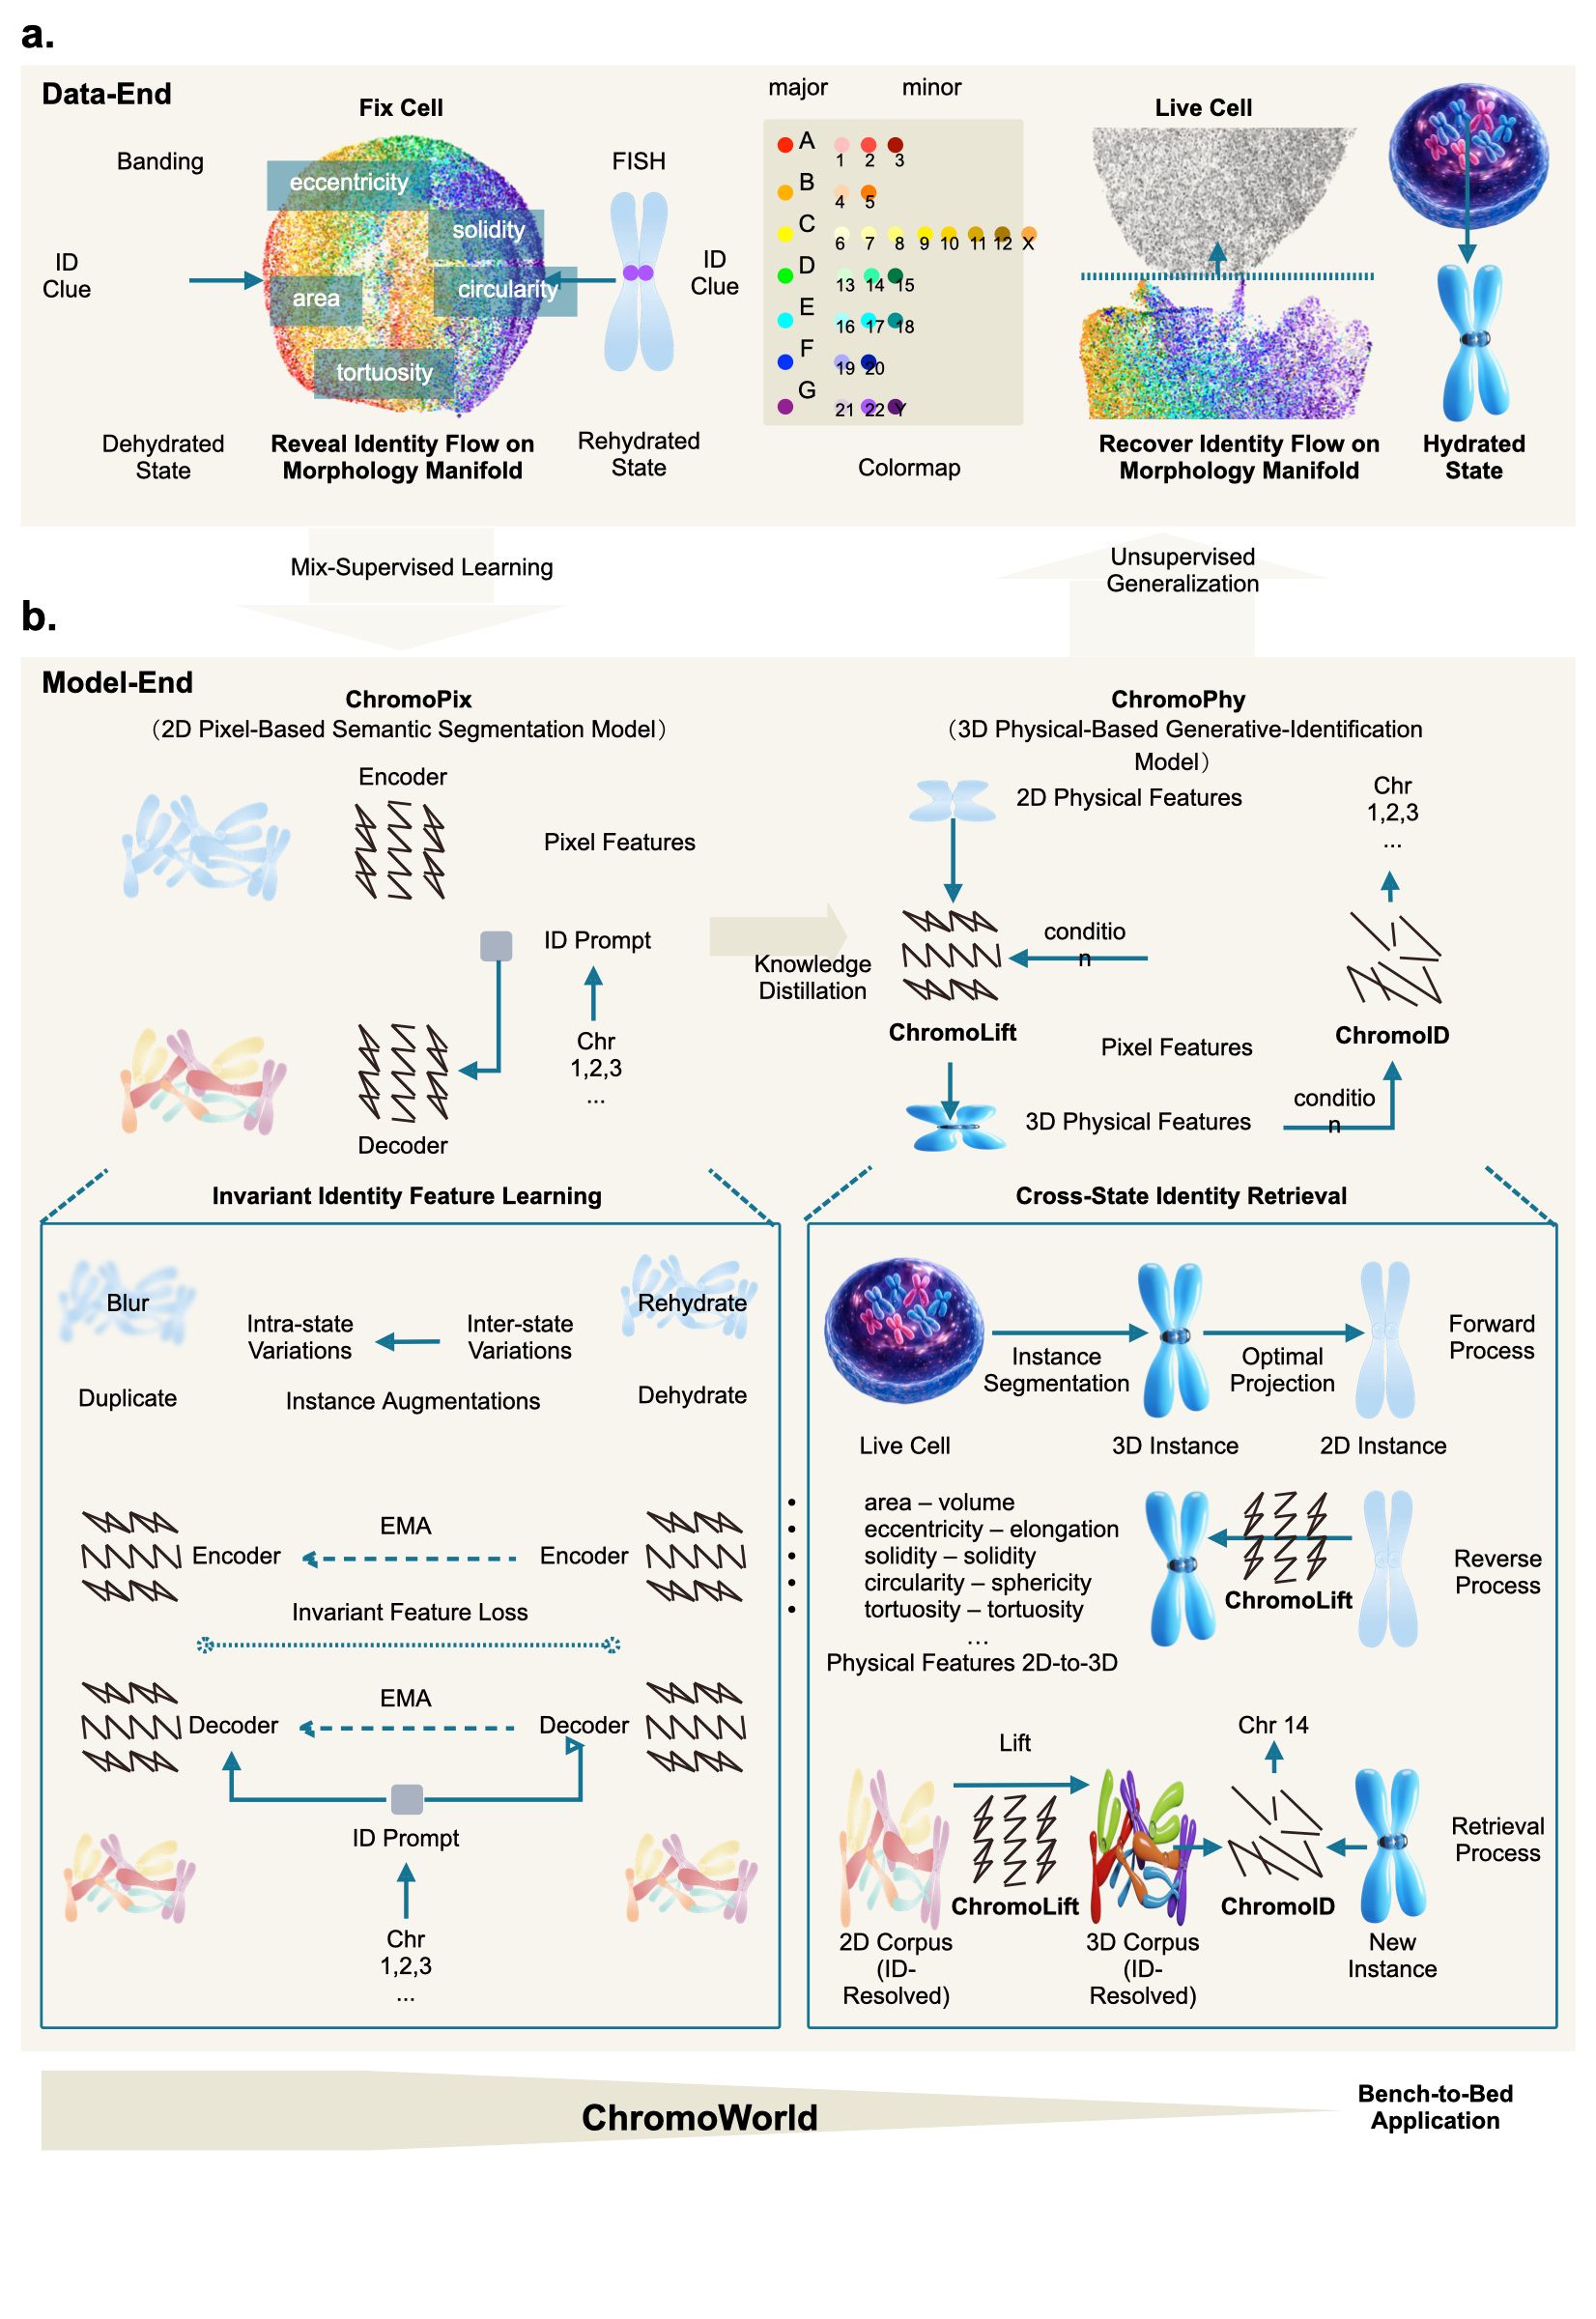 a.
Data-End
Fix Cell
Banding
FISH
ID
Clue
eccentricity
solidity
area
circularity
tortuosity
ID
Clue
Dehydrated
State
Reveal Identity Flow on
Morphology Manifold
Rehydrated
State
major
minor
A
1 2 3
B
4 5
C
6 7 8 9 10 11 12 X
D
13 14 15
E
16 17 18
F
19 20
G
21 22 Y
Colormap
Live Cell
Recover Identity Flow on
Morphology Manifold
Hydrated
State
Mix-Supervised Learning
Unsupervised
Generalization
b.
Model-End
ChromoPix
（2D Pixel-Based Semantic Segmentation Model）
Encoder
Pixel Features
ID Prompt
Chr
1,2,3
...
Decoder
Knowledge
Distillation
ChromoPhy
（3D Physical-Based Generative-Identification
Model）
2D Physical Features
Chr
1,2,3
...
conditio
n
ChromoLift
Pixel Features
ChromoID
3D Physical Features
conditio
n
Invariant Identity Feature Learning
Blur
Rehydrate
Intra-state
Variations
Inter-state
Variations
Duplicate
Instance Augmentations
Dehydrate
EMA
Encoder
Encoder
Invariant Feature Loss
EMA
Decoder
Decoder
ID Prompt
Chr
1,2,3
...
Cross-State Identity Retrieval
Instance
Segmentation
Optimal
Projection
Forward
Process
Live Cell
3D Instance
2D Instance
• area – volume
• eccentricity – elongation
• solidity – solidity
• circularity – sphericity
• tortuosity – tortuosity
...
Physical Features 2D-to-3D
ChromoLift
Reverse
Process
Lift
Chr 14
ChromoLift
ChromoID
Retrieval
Process
2D Corpus
(ID-
Resolved)
3D Corpus
(ID-
Resolved)
New
Instance
ChromoWorld
Bench-to-Bed
Application